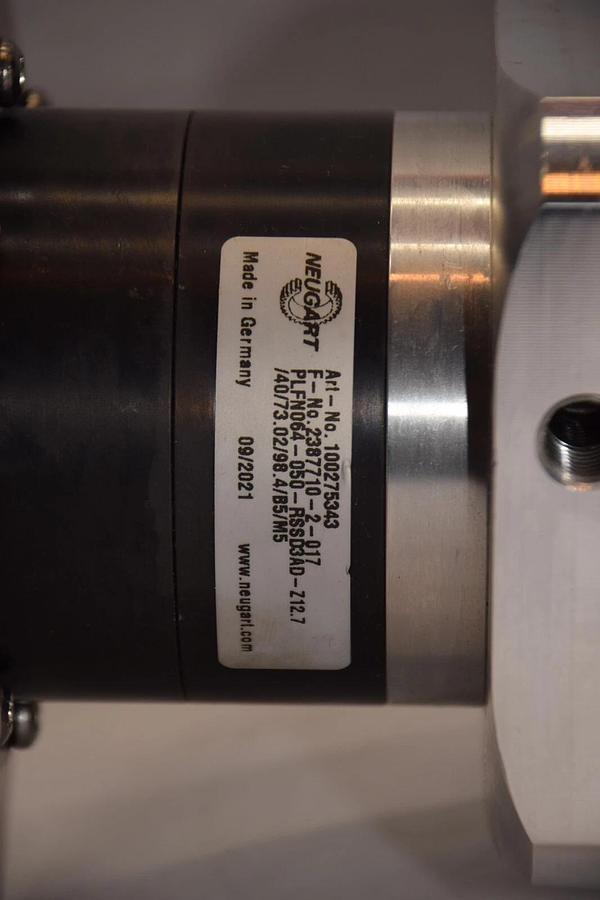 NEUGART
Art-No. 100275343
F-No. 2387710-2-017
PLFN064-050-RSSD3AD-Z12.7
/40/73.02/98.4/B5/M5
Made in Germany 09/2021 www.neugart.com